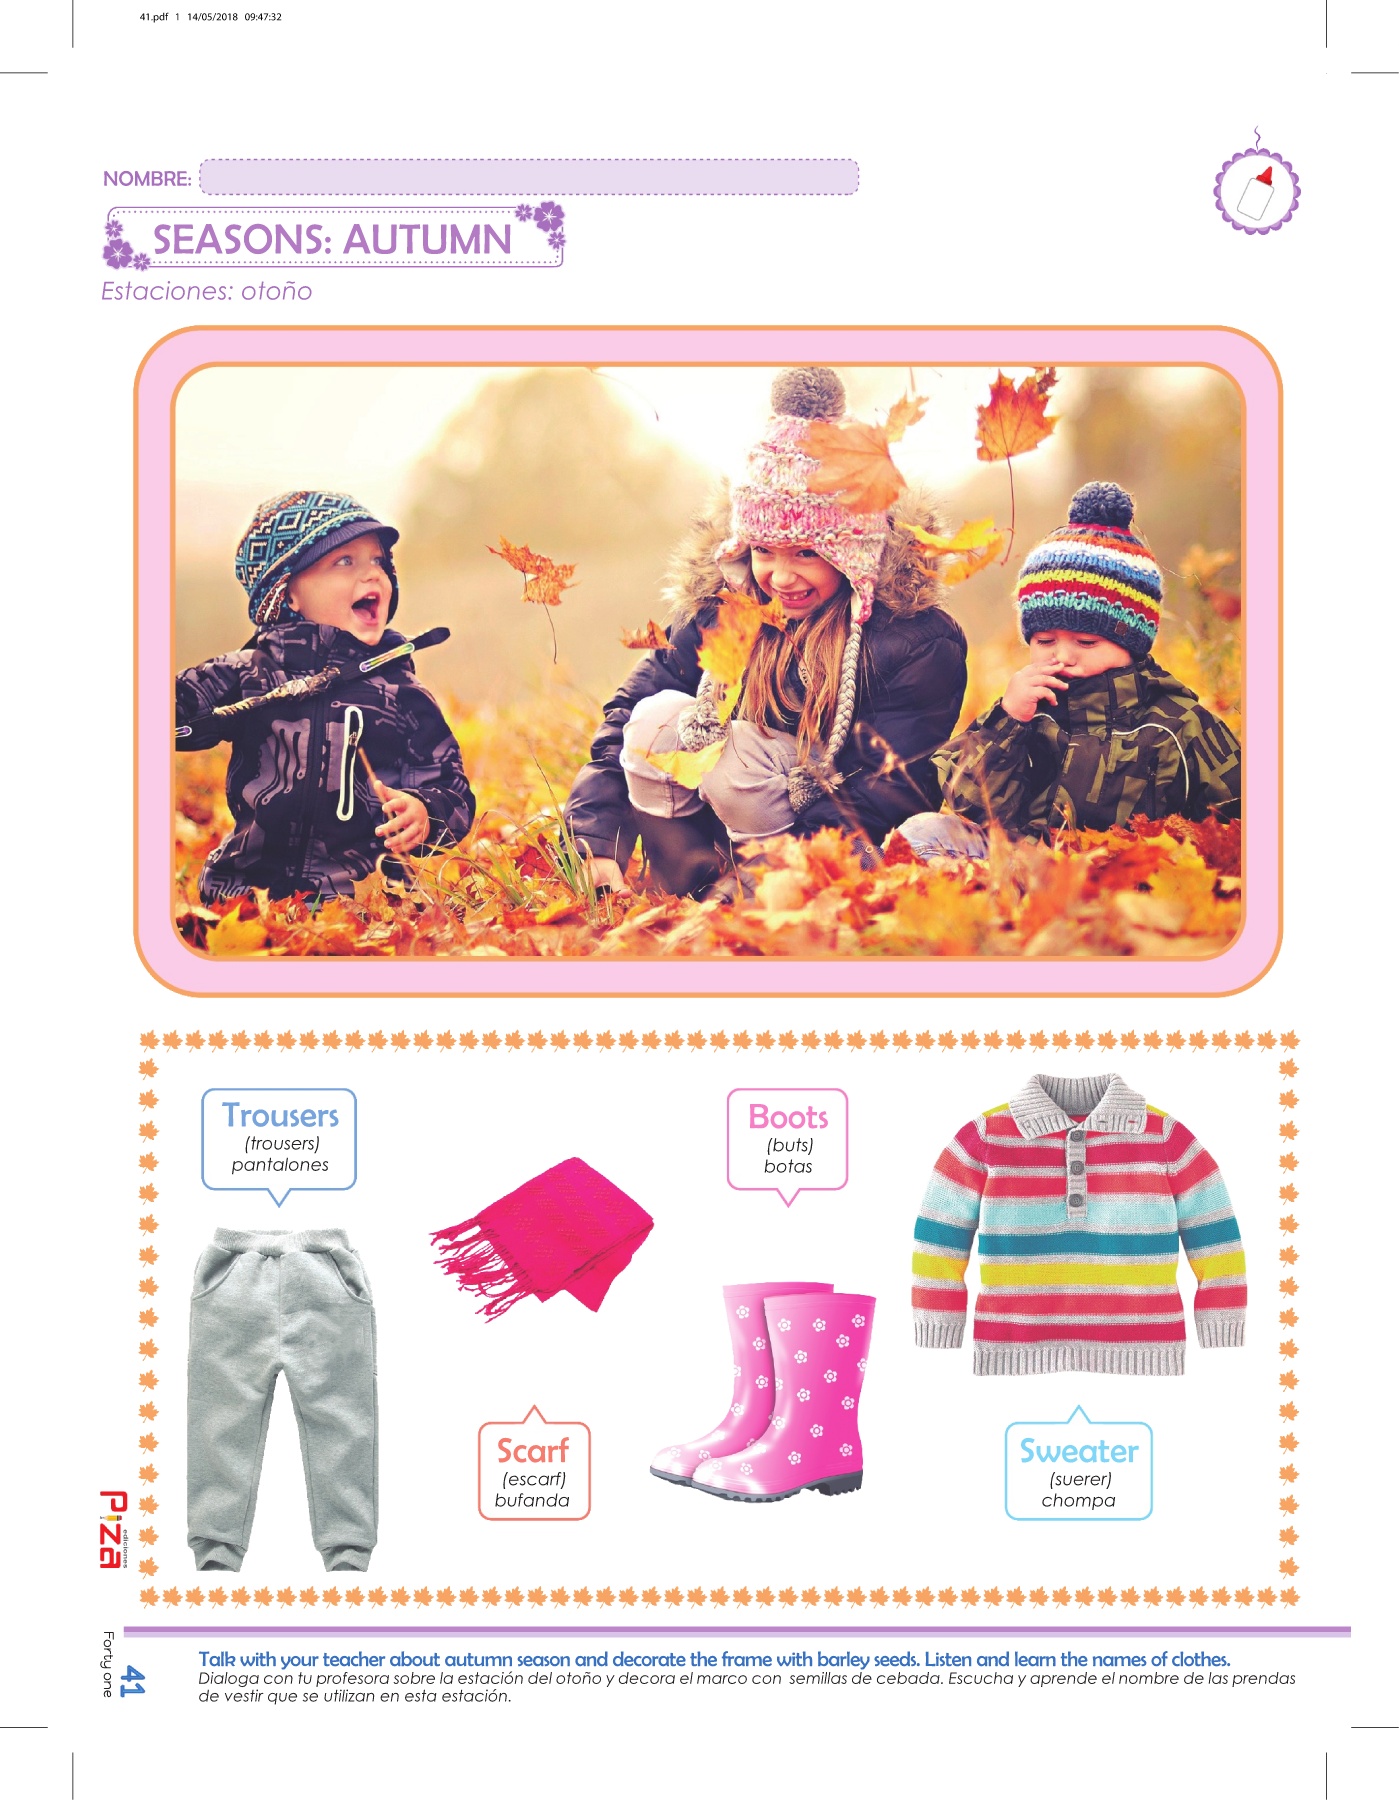 41.pdf 1 14/05/2018 09:47:32
NOMBRE:
SEASONS: AUTUMN
Estaciones: otoño
Trousers
(trousers)
pantalones
Boots
(buts)
botas
Scarf
(escarf)
bufanda
Sweater
(suerer)
chompa
Piza
ediciones
Forty one
41
Talk with your teacher about autumn season and decorate the frame with barley seeds. Listen and learn the names of clothes.
Dialoga con tu profesora sobre la estación del otoño y decora el marco con semillas de cebada. Escucha y aprende el nombre de las prendas
de vestir que se utilizan en esta estación.